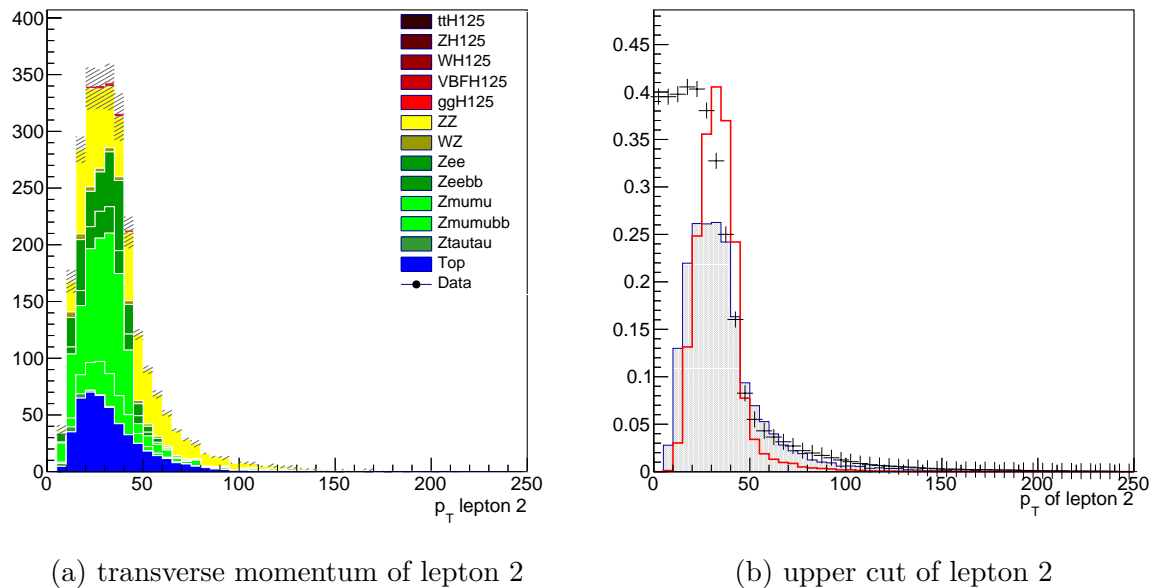 400
350
300
250
200
150
100
50
0
0 50 100 150 200 250
p_T lepton 2
ttH125
ZH125
WH125
VBFH125
ggH125
ZZ
WZ
Zee
Zeebb
Zmumu
Zmumubb
Ztautau
Top
Data
(a) transverse momentum of lepton 2
0.45
0.4
0.35
0.3
0.25
0.2
0.15
0.1
0.05
0
0 50 100 150 200 250
p_T of lepton 2
(b) upper cut of lepton 2